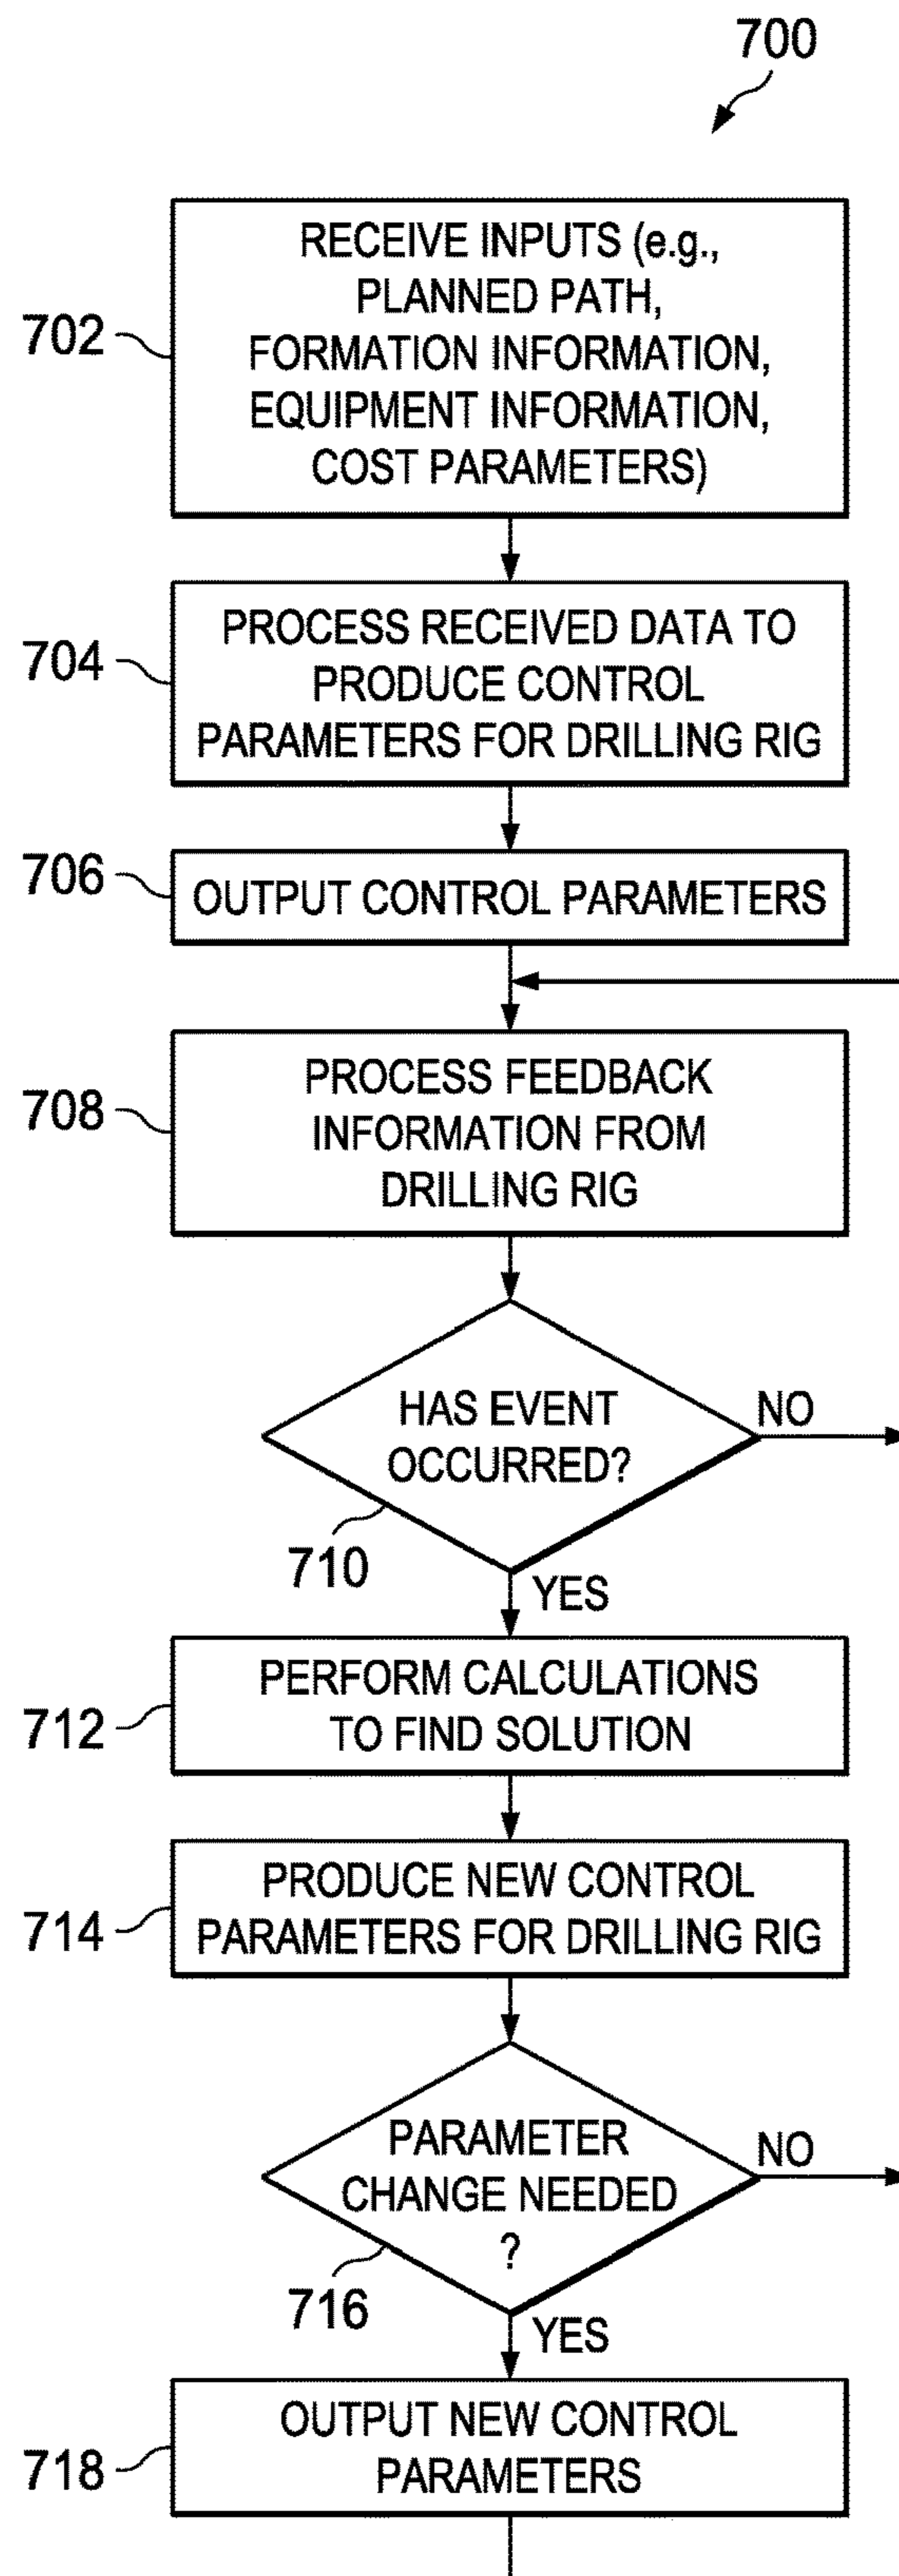 700
702
RECEIVE INPUTS (e.g.,
PLANNED PATH,
FORMATION INFORMATION,
EQUIPMENT INFORMATION,
COST PARAMETERS)
704
PROCESS RECEIVED DATA TO
PRODUCE CONTROL
PARAMETERS FOR DRILLING RIG
706
OUTPUT CONTROL PARAMETERS
708
PROCESS FEEDBACK
INFORMATION FROM
DRILLING RIG
HAS EVENT
OCCURRED?
NO
710
YES
712
PERFORM CALCULATIONS
TO FIND SOLUTION
714
PRODUCE NEW CONTROL
PARAMETERS FOR DRILLING RIG
PARAMETER
CHANGE NEEDED
?
NO
716
YES
718
OUTPUT NEW CONTROL
PARAMETERS